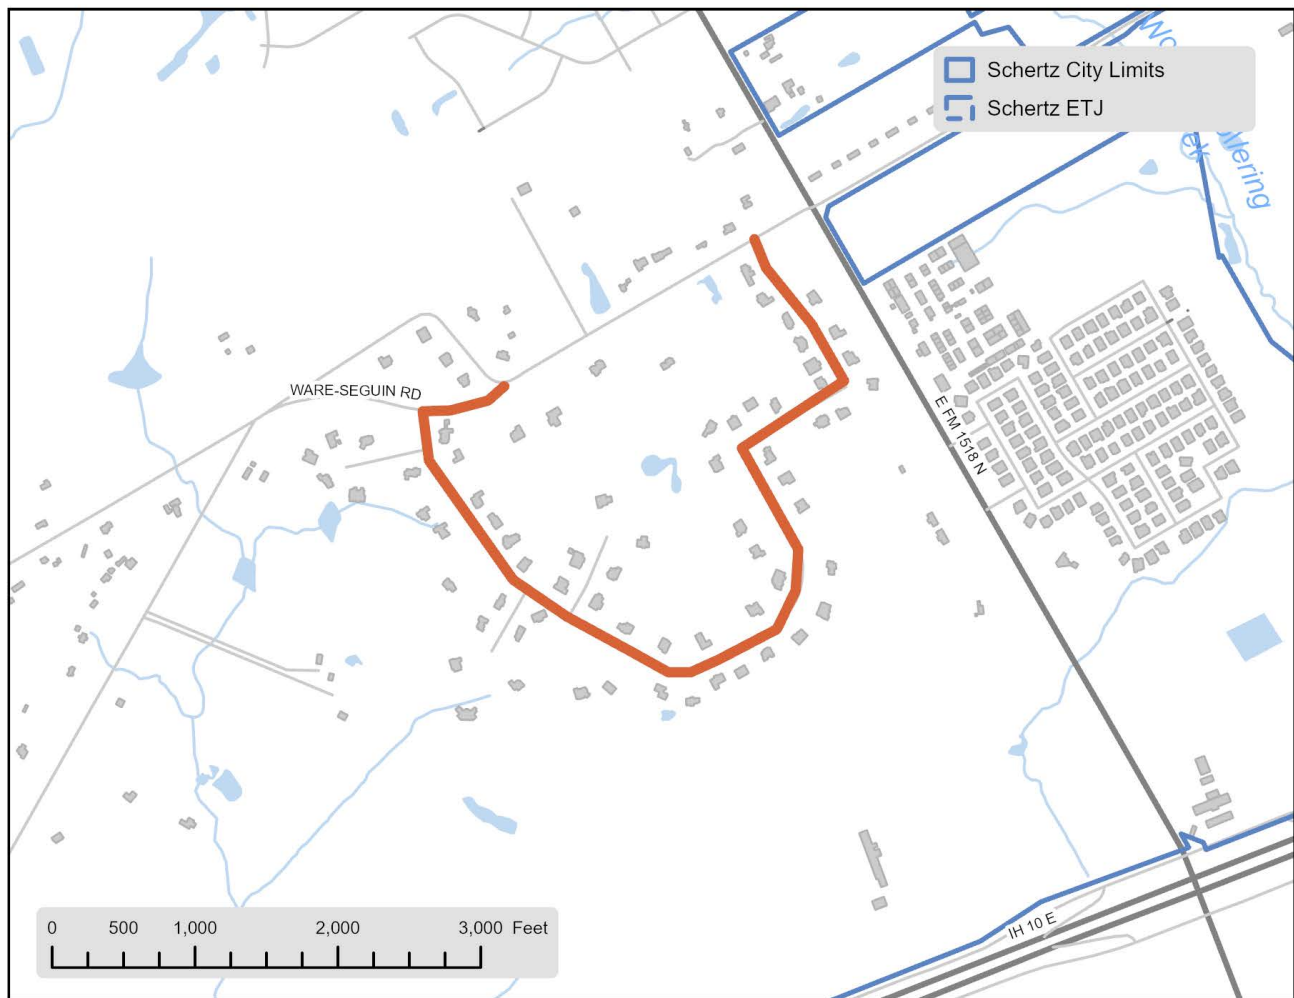 Schertz City Limits
Schertz ETJ
WARE-SEGUIN RD
E FM 1518 N
IH 10 E
0 500 1,000 2,000 3,000 Feet